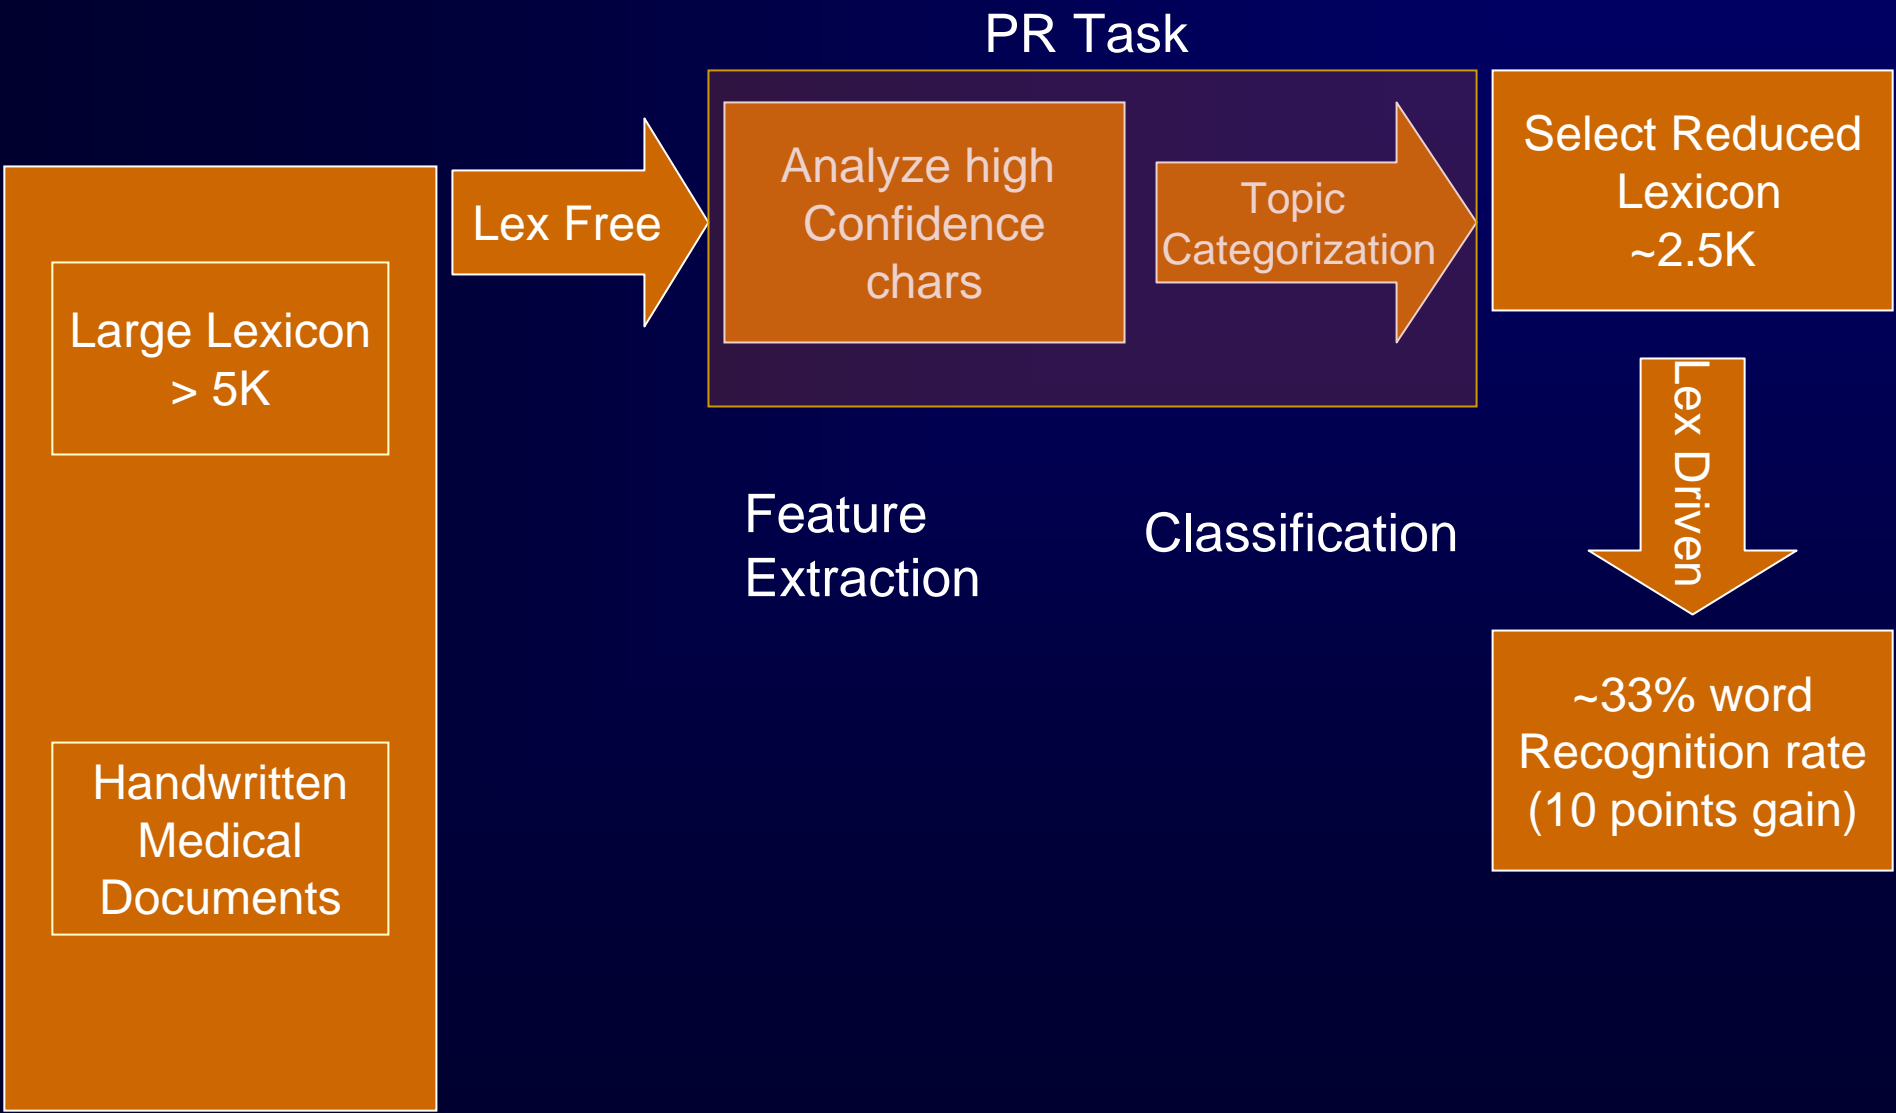 PR Task
Large Lexicon
> 5K
Handwritten
Medical
Documents
Lex Free
Analyze high
Confidence
chars
Topic
Categorization
Feature
Extraction
Classification
Select Reduced
Lexicon
~2.5K
Lex Driven
~33% word
Recognition rate
(10 points gain)